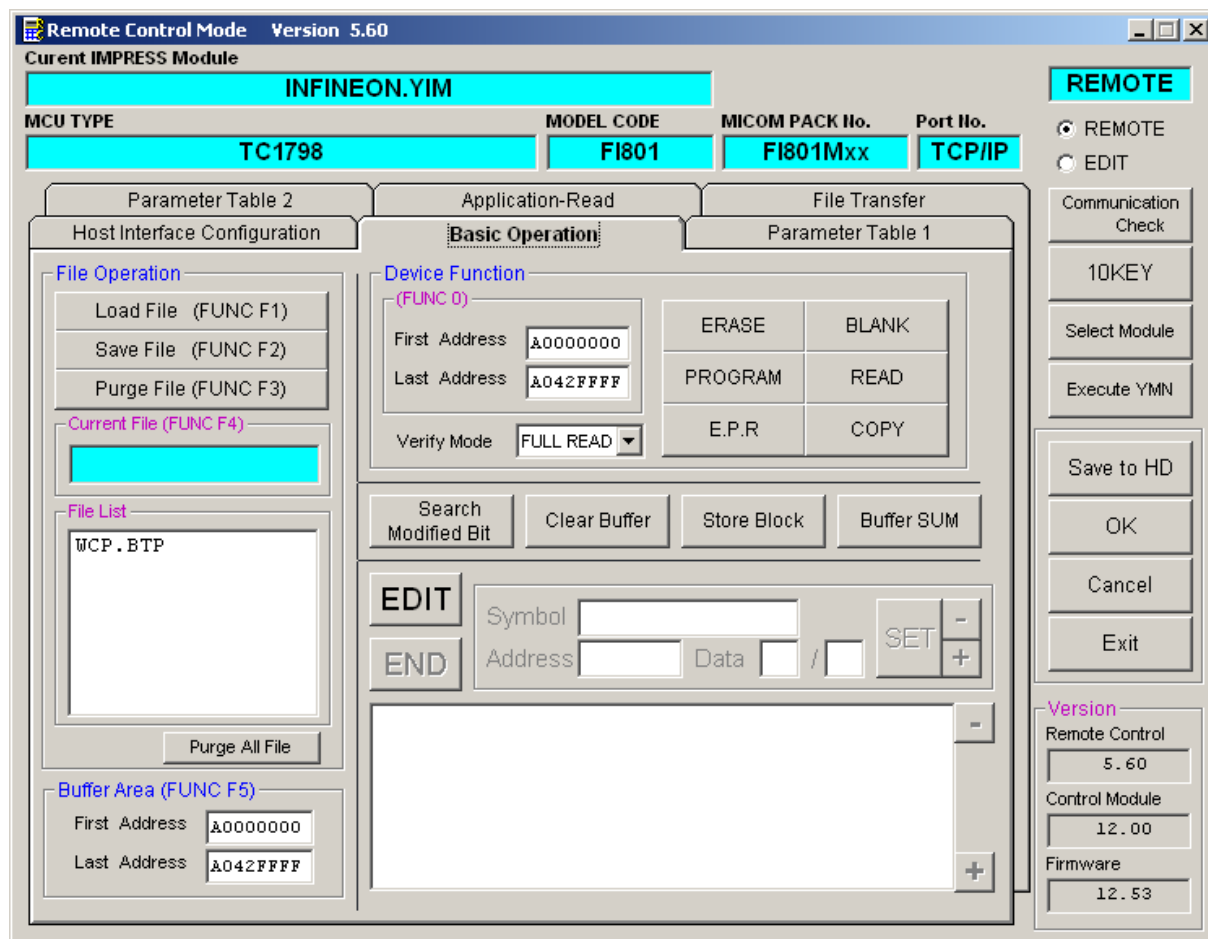 Remote Control Mode Version 5.60
Curent IMPRESS Module
INFINEON.YIM
MCU TYPE MODEL CODE MICOM PACK No. Port No.
TC1798 FI801 FI801Mxx TCP/IP
REMOTE
REMOTE
EDIT
Parameter Table 2 Application-Read File Transfer
Host Interface Configuration Basic Operation Parameter Table 1
File Operation
Load File (FUNC F1)
Save File (FUNC F2)
Purge File (FUNC F3)
Current File (FUNC F4)
File List
WCP.BTP
Purge All File
Buffer Area (FUNC F5)
First Address A0000000
Last Address A042FFFF
Device Function
(FUNC 0)
First Address A0000000
Last Address A042FFFF
Verify Mode FULL READ
ERASE BLANK
PROGRAM READ
E.P.R COPY
Search
Modified Bit
Clear Buffer Store Block Buffer SUM
EDIT
END
Symbol
Address Data /
SET - +
-
+
Communication
Check
10KEY
Select Module
Execute YMN
Save to HD
OK
Cancel
Exit
Version
Remote Control
5.60
Control Module
12.00
Firmware
12.53